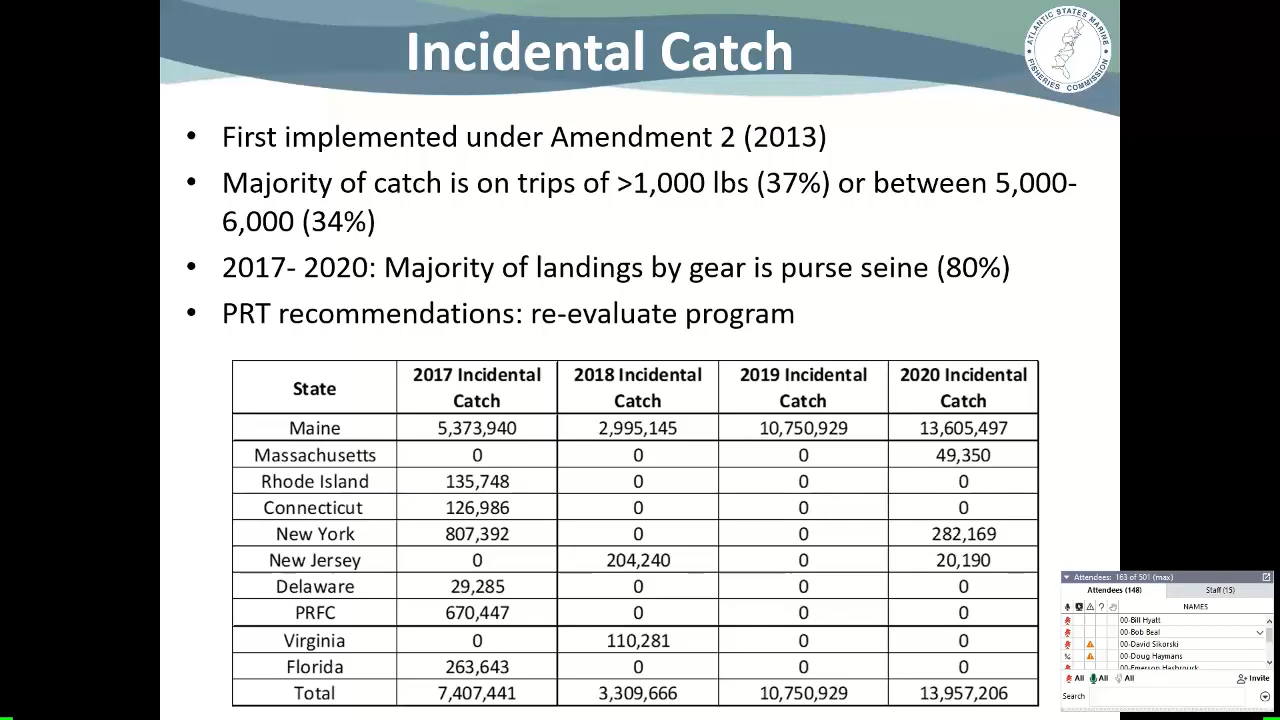 Incidental Catch
ATLANTIC STATES MARINE
FISHERIES COMMISSION
• First implemented under Amendment 2 (2013)
• Majority of catch is on trips of >1,000 lbs (37%) or between 5,000-
6,000 (34%)
• 2017- 2020: Majority of landings by gear is purse seine (80%)
• PRT recommendations: re-evaluate program
State 2017 Incidental Catch 2018 Incidental Catch 2019 Incidental Catch 2020 Incidental Catch
Maine 5,373,940 2,995,145 10,750,929 13,605,497
Massachusetts 0 0 0 49,350
Rhode Island 135,748 0 0 0
Connecticut 126,986 0 0 0
New York 807,392 0 0 282,169
New Jersey 0 204,240 0 20,190
Delaware 29,285 0 0 0
PRFC 670,447 0 0 0
Virginia 0 110,281 0 0
Florida 263,643 0 0 0
Total 7,407,441 3,309,666 10,750,929 13,957,206
Attendees: 163 of 501 (max)
Attendees (148) Staff (15)
NAMES
00-Bill Hyatt
00-Bob Beal
00-David Sikorski
00-Doug Haymans
00-Emerson Hasbrouck
All All All Invite
Search